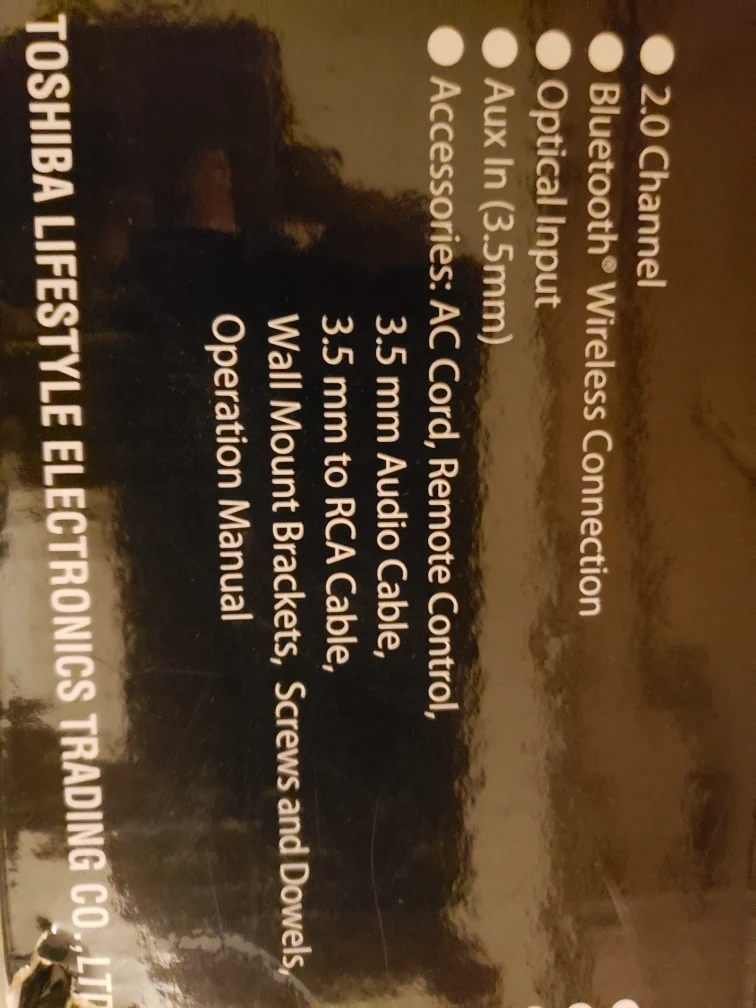 ● 2.0 Channel
● Bluetooth® Wireless Connection
● Optical Input
● Aux In (3.5mm)
● Accessories: AC Cord, Remote Control,
3.5 mm Audio Cable,
3.5 mm to RCA Cable,
Wall Mount Brackets, Screws and Dowels,
Operation Manual
TOSHIBA LIFESTYLE ELECTRONICS TRADING CO.,LTD